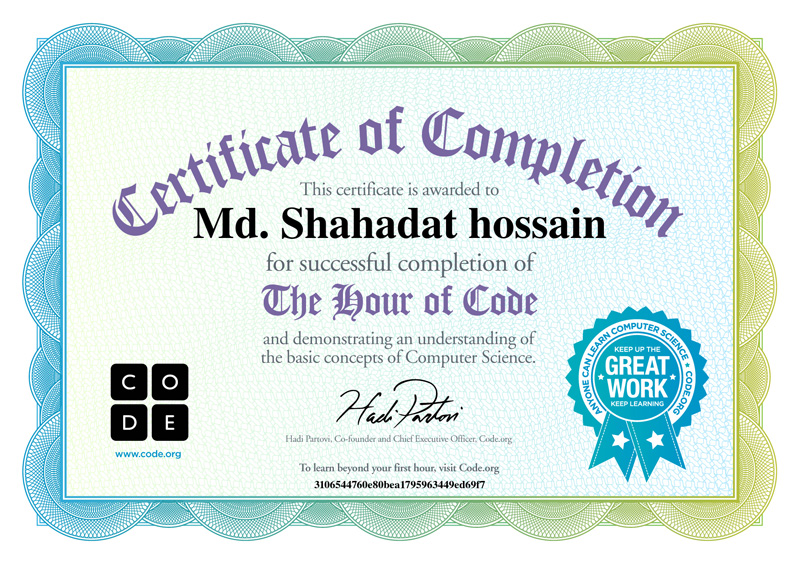 Certificate of Completion
This certificate is awarded to
Md. Shahadat hossain
for successful completion of
The Hour of Code
and demonstrating an understanding of
the basic concepts of Computer Science.
C O
D E
www.code.org
Hadi Partovi
Hadi Partovi, Co-founder and Chief Executive Officer, Code.org
To learn beyond your first hour, visit Code.org
3106544760e80bea1795963449ed69f7
ANYONE CAN LEARN COMPUTER SCIENCE ★ CODE.ORG ★
KEEP UP THE
GREAT
WORK
KEEP LEARNING